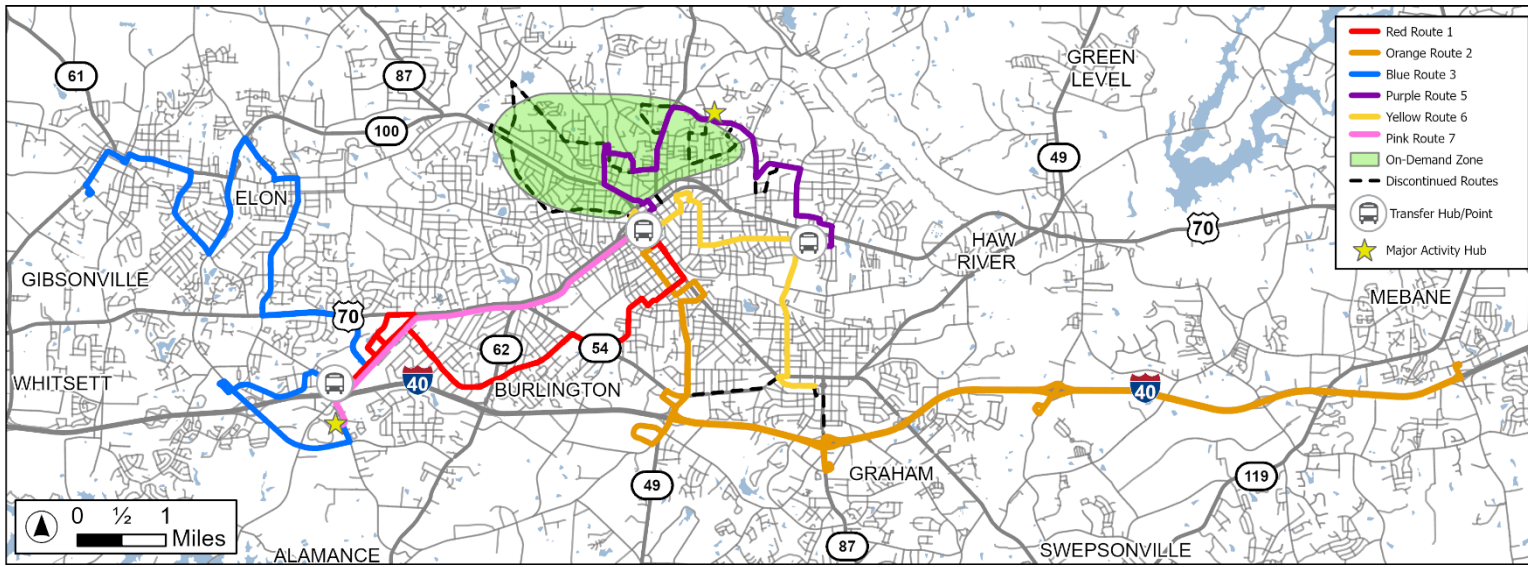 61
87
100
GREEN
LEVEL
49
ELON
GIBSONVILLE
70
HAW
RIVER
70
MEBANE
WHITSETT
62
54
40
BURLINGTON
40
GRAHAM
49
119
87
ALAMANCE
SWEPSONVILLE
0 ½ 1
Miles
Red Route 1
Orange Route 2
Blue Route 3
Purple Route 5
Yellow Route 6
Pink Route 7
On-Demand Zone
Discontinued Routes
Transfer Hub/Point
Major Activity Hub